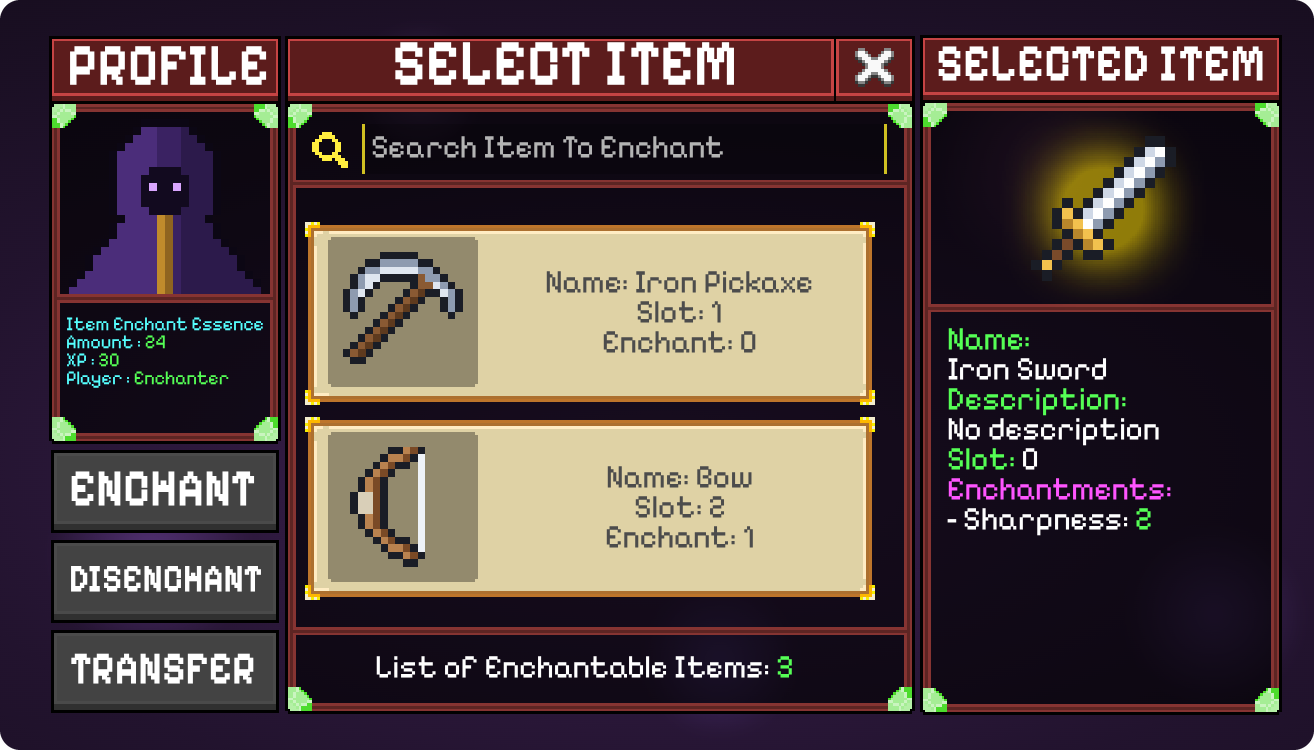 PROFILE
SELECT ITEM
SELECTED ITEM
Search Item To Enchant
Item Enchant Essence
Amount : 24
XP : 30
Player : Enchanter
ENCHANT
DISENCHANT
TRANSFER
Name: Iron Pickaxe
Slot: 1
Enchant: 0
Name: Bow
Slot: 2
Enchant: 1
List of Enchantable Items: 3
Name:
Iron Sword
Description:
No description
Slot: 0
Enchantments:
- Sharpness: 2